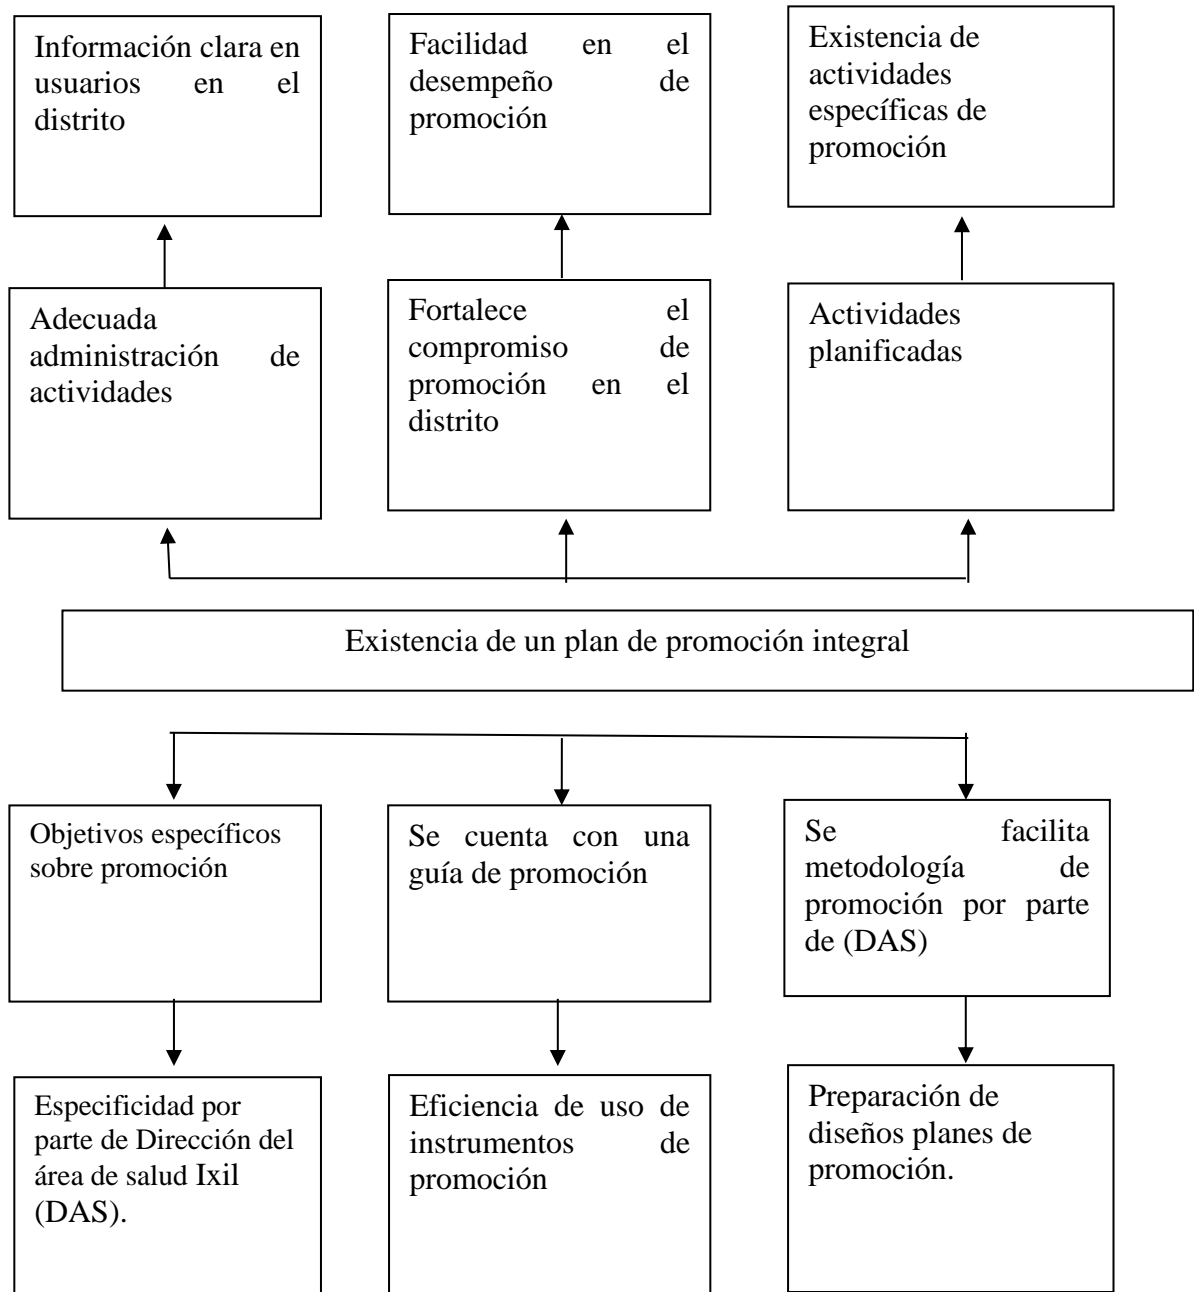 Información clara en
usuarios en el
distrito
Facilidad en el
desempeño de
promoción
Existencia de
actividades
específicas de
promoción
Adecuada
administración de
actividades
Fortalece el
compromiso de
promoción en el
distrito
Actividades
planificadas
Existencia de un plan de promoción integral
Objetivos específicos
sobre promoción
Se cuenta con una
guía de promoción
Se facilita
metodología de
promoción por parte
de (DAS)
Especificidad por
parte de Dirección del
área de salud Ixil
(DAS).
Eficiencia de uso de
instrumentos de
promoción
Preparación de
diseños planes de
promoción.